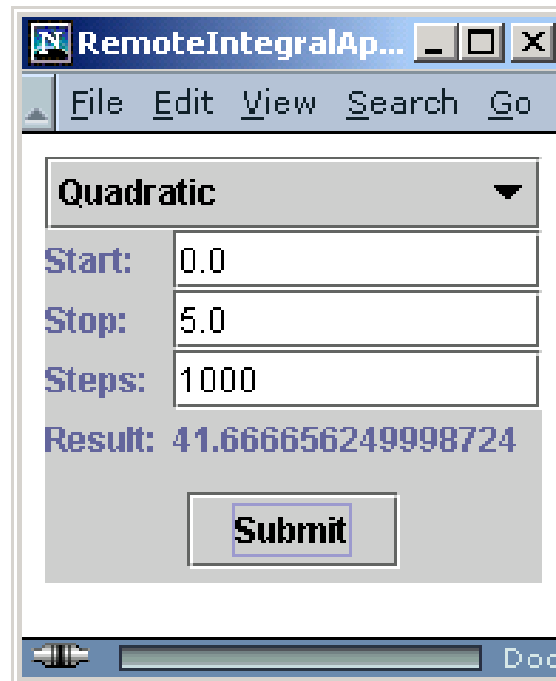 N RemoteIntegralAp...
File Edit View Search Go
Quadratic
Start: 0.0
Stop: 5.0
Steps: 1000
Result: 41.666656249998724
Submit
Doc